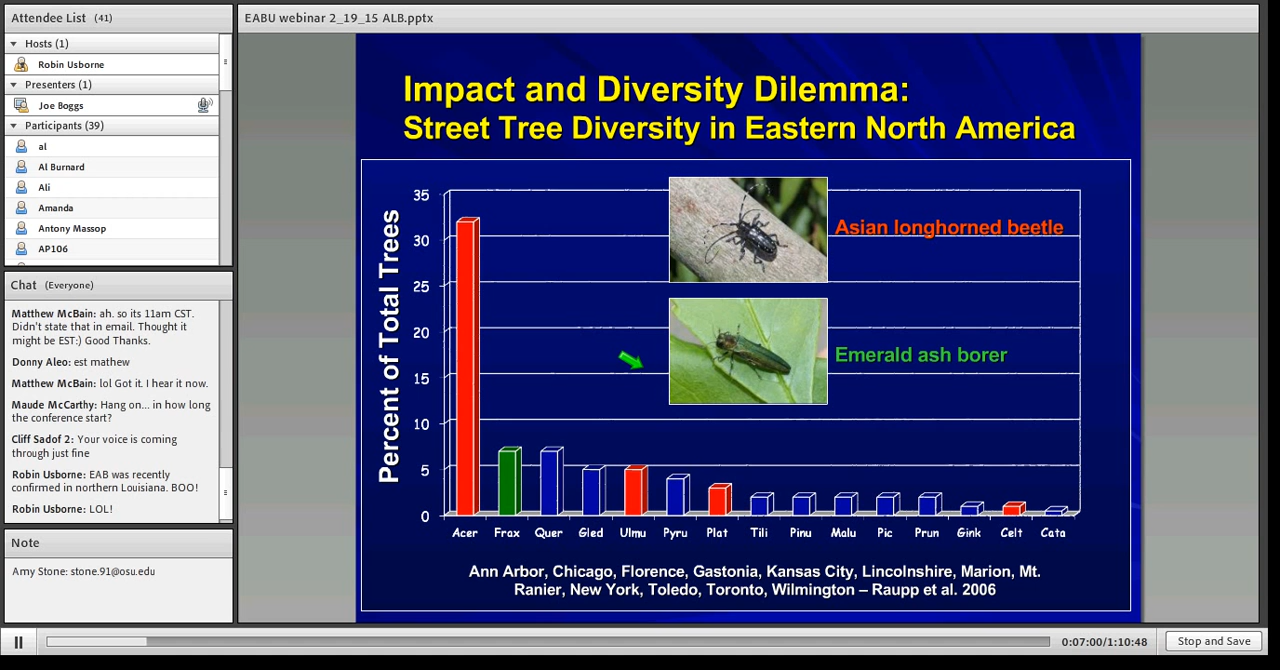 Attendee List (41)
Hosts (1)
Robin Usborne
Presenters (1)
Joe Boggs
Participants (39)
al
Al Burnard
Ali
Amanda
Antony Massop
AP106
Chat (Everyone)
Matthew McBain: ah. so its 11am CST.
Didn't state that in email. Thought it
might be EST:) Good Thanks.
Donny Aleo: est mathew
Matthew McBain: lol Got it. I hear it now.
Maude McCarthy: Hang on... in how long
the conference start?
Cliff Sadof 2: Your voice is coming
through just fine
Robin Usborne: EAB was recently
confirmed in northern Louisiana. BOO!
Robin Usborne: LOL!
Note
Amy Stone: stone.91@osu.edu
EABU webinar 2_19_15 ALB.pptx
Impact and Diversity Dilemma:
Street Tree Diversity in Eastern North America
Percent of Total Trees
35
30
25
20
15
10
5
0
Asian longhorned beetle
Emerald ash borer
Acer Frax Quer Gled Ulmu Pyru Plat Tili Pinu Malu Pic Prun Gink Celt Cata
Ann Arbor, Chicago, Florence, Gastonia, Kansas City, Lincolnshire, Marion, Mt.
Ranier, New York, Toledo, Toronto, Wilmington – Raupp et al. 2006
0:07:00/1:10:48
Stop and Save